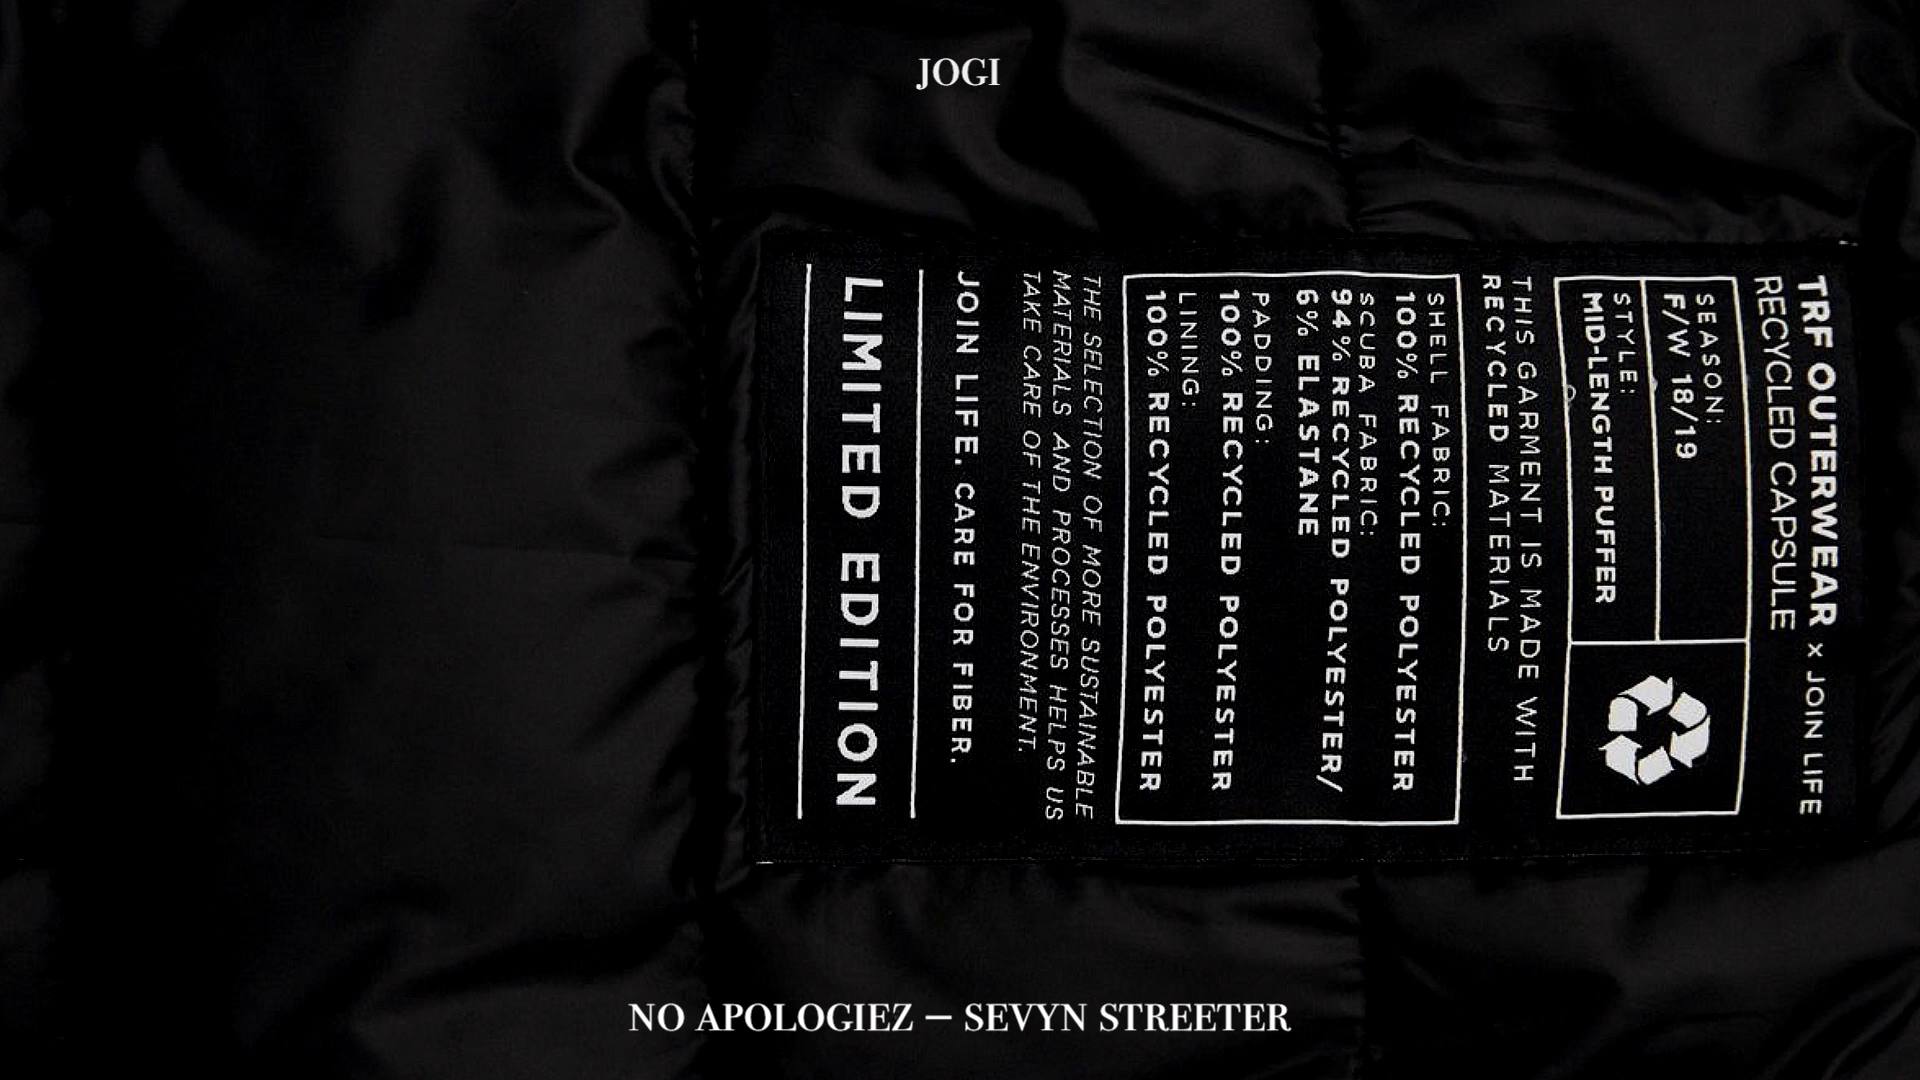 JOGI
TRF OUTERWEAR × JOIN LIFE
RECYCLED CAPSULE
SEASON:
F/W 18/19
STYLE:
MID-LENGTH PUFFER
THIS GARMENT IS MADE WITH
RECYCLED MATERIALS
SHELL FABRIC:
100% RECYCLED POLYESTER
SCUBA FABRIC:
94% RECYCLED POLYESTER/
6% ELASTANE
PADDING:
100% RECYCLED POLYESTER
LINING:
100% RECYCLED POLYESTER
THE SELECTION OF MORE SUSTAINABLE
MATERIALS AND PROCESSES HELPS US
TAKE CARE OF THE ENVIRONMENT.
JOIN LIFE. CARE FOR FIBER.
LIMITED EDITION
NO APOLOGIEZ — SEVYN STREETER